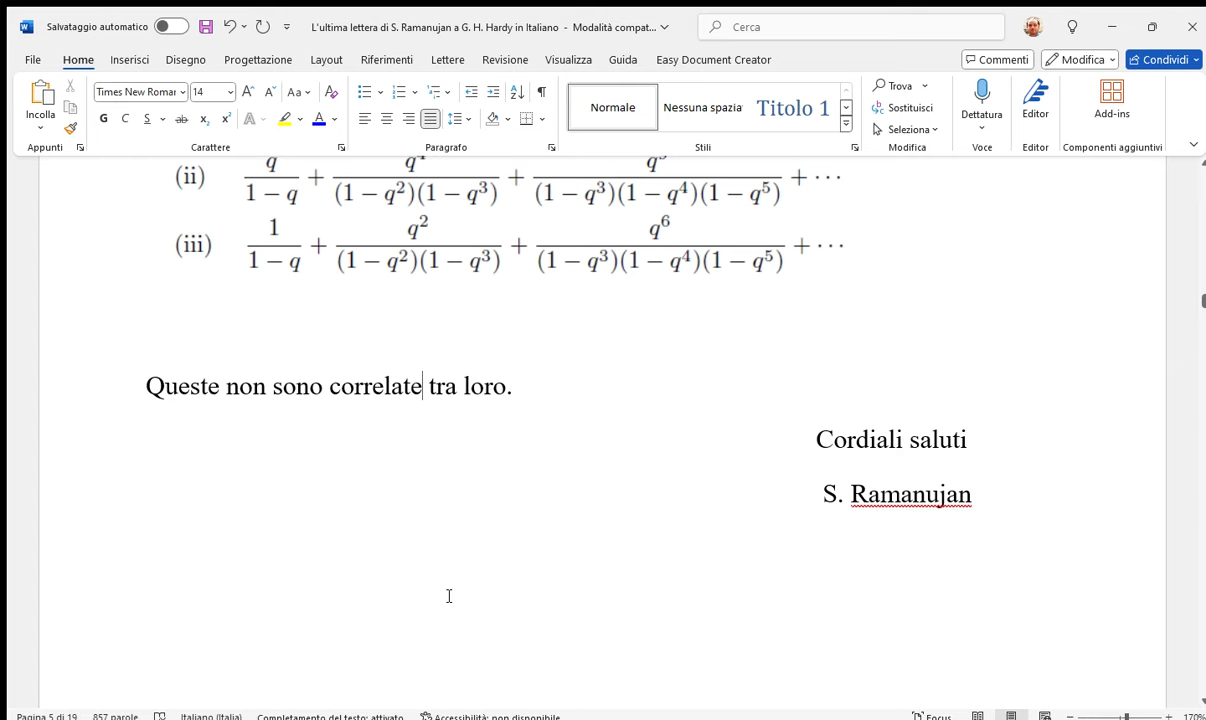 Salvataggio automatico L'ultima lettera di S. Ramanujan a G. H. Hardy in Italiano - Modalità compat... Cerca
File Home Inserisci Disegno Progettazione Layout Riferimenti Lettere Revisione Visualizza Guida Easy Document Creator Commenti Modifica Condividi
Incolla Times New Roman 14 Aa Normale Nessuna spazia Titolo 1 Trova Sostituisci Seleziona Dettatura Editor Add-ins
G C S ab x₂ x² A A
Appunti Carattere Paragrafo Stili Modifica Voce Editor Componenti aggiuntivi
(ii) q/(1 − q) + q⁴/((1 − q²)(1 − q³)) + q⁹/((1 − q³)(1 − q⁴)(1 − q⁵)) + ···
(iii) 1/(1 − q) + q²/((1 − q²)(1 − q³)) + q⁶/((1 − q³)(1 − q⁴)(1 − q⁵)) + ···
Queste non sono correlate tra loro.
Cordiali saluti
S. Ramanujan
Pagina 5 di 19 857 parole Italiano (Italia) Completamento del testo: attivato Accessibilità: non disponibile Focus 170%